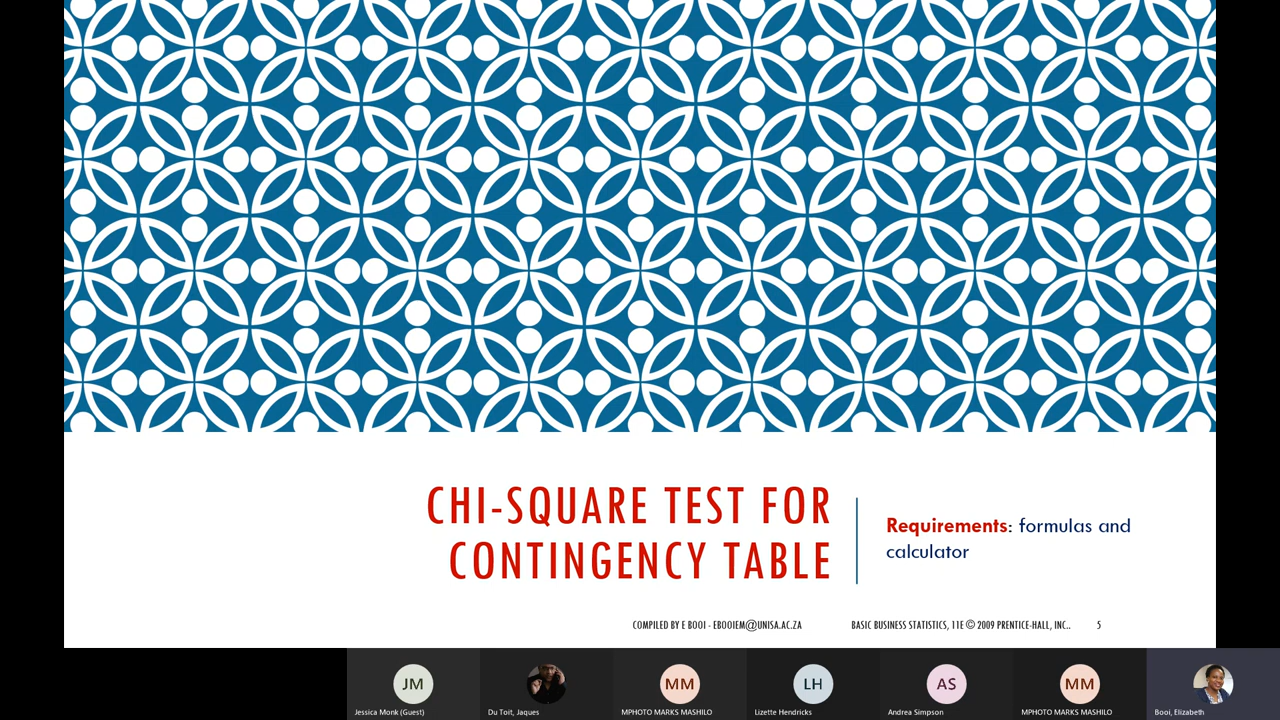 CHI-SQUARE TEST FOR
CONTINGENCY TABLE
Requirements: formulas and
calculator
COMPILED BY E BOOI - EBOOIEM@UNISA.AC.ZA
BASIC BUSINESS STATISTICS, 11E © 2009 PRENTICE-HALL, INC..
5
JM
MM
LH
AS
MM
Jessica Monk (Guest)
Du Toit, Jaques
MPHOTO MARKS MASHILO
Lizette Hendricks
Andrea Simpson
MPHOTO MARKS MASHILO
Booi, Elizabeth